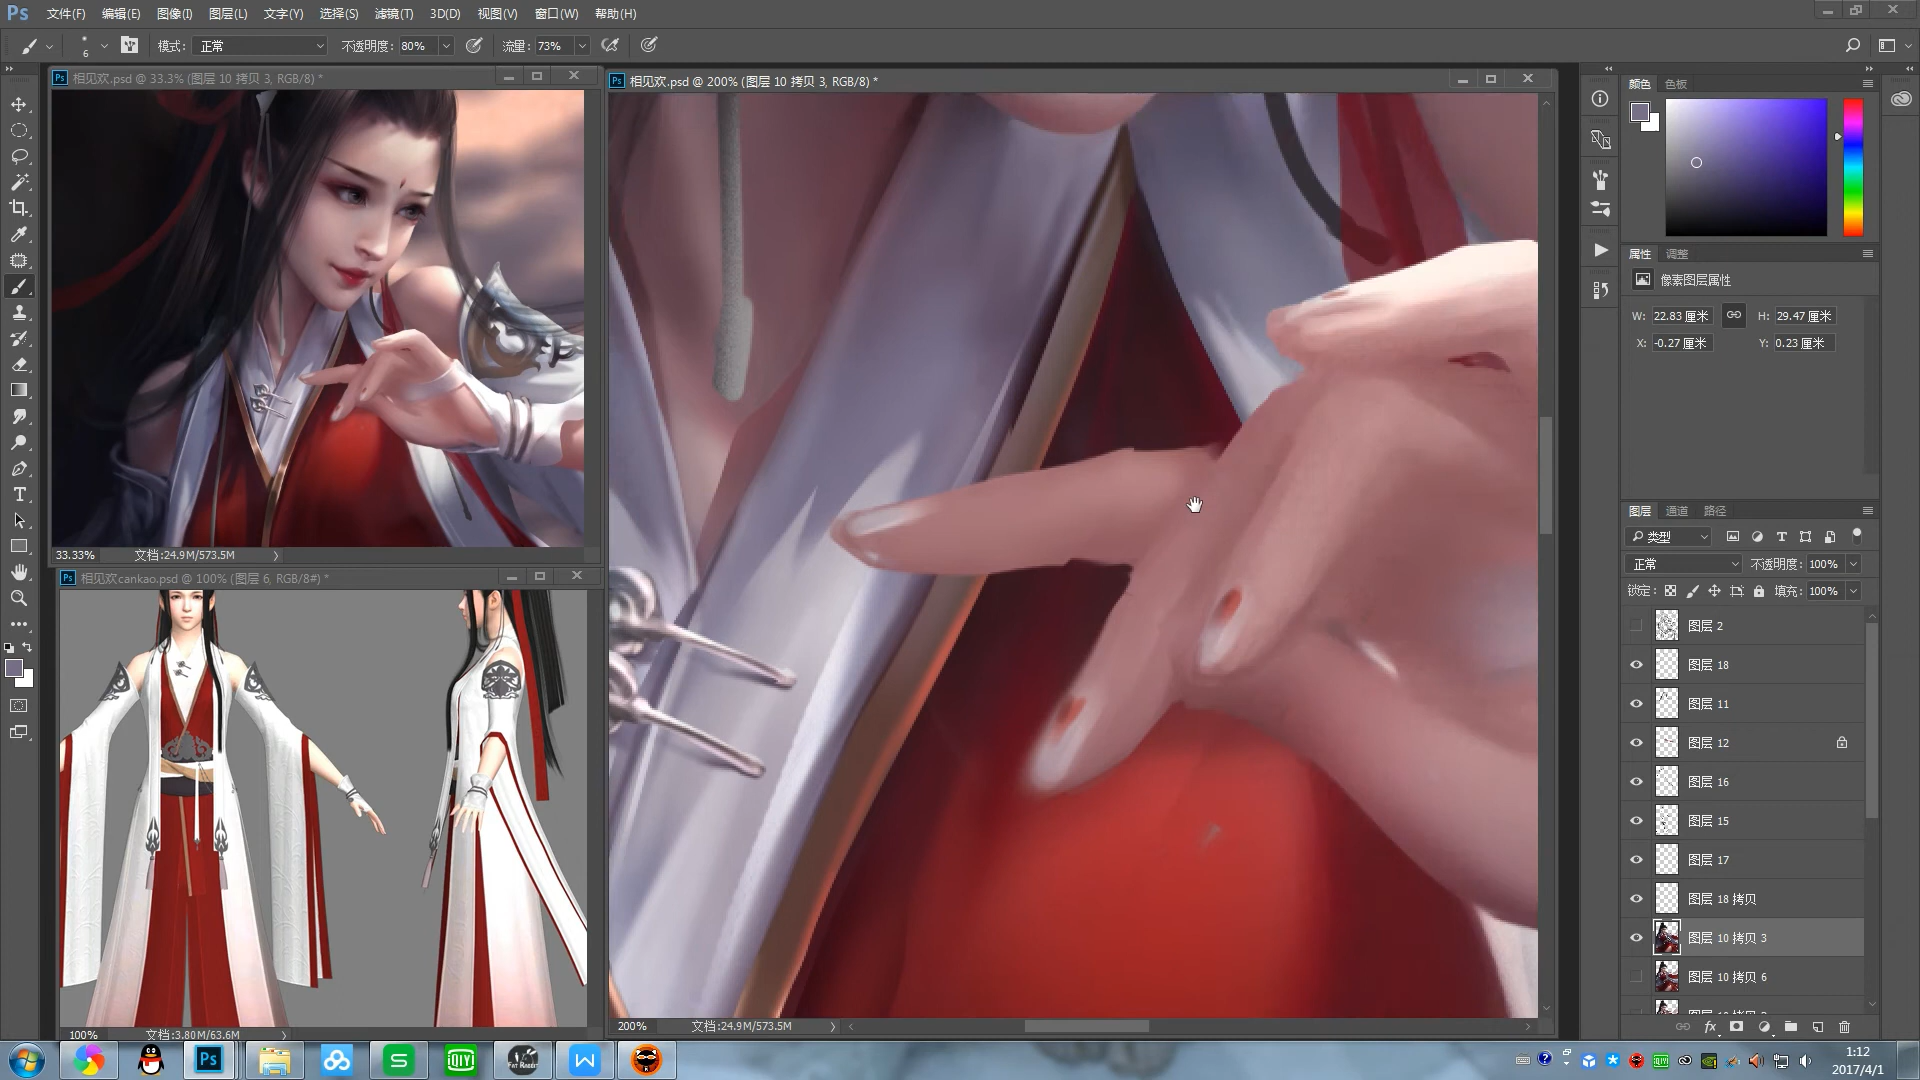 Ps 文件(F) 编辑(E) 图像(I) 图层(L) 文字(Y) 选择(S) 滤镜(T) 3D(D) 视图(V) 窗口(W) 帮助(H)
6 模式: 正常 不透明度: 80% 流量: 73%
相见欢.psd @ 33.3% (图层 10 拷贝 3, RGB/8) *
相见欢.psd @ 200% (图层 10 拷贝 3, RGB/8) *
颜色 色板
属性 调整
像素图层属性
W: 22.83 厘米 H: 29.47 厘米
X: -0.27 厘米 Y: 0.23 厘米
图层 通道 路径
类型
正常 不透明度: 100%
锁定: 填充: 100%
33.33% 文档:24.9M/573.5M
相见欢cankao.psd @ 100% (图层 6, RGB/8#) *
图层 2
图层 18
图层 11
图层 12
图层 16
图层 15
图层 17
图层 18 拷贝
图层 10 拷贝 3
图层 10 拷贝 6
fx
100% 文档:3.80M/63.6M
200% 文档:24.9M/573.5M
Ps S QIYI FAT RABBIT W
1:12
2017/4/1